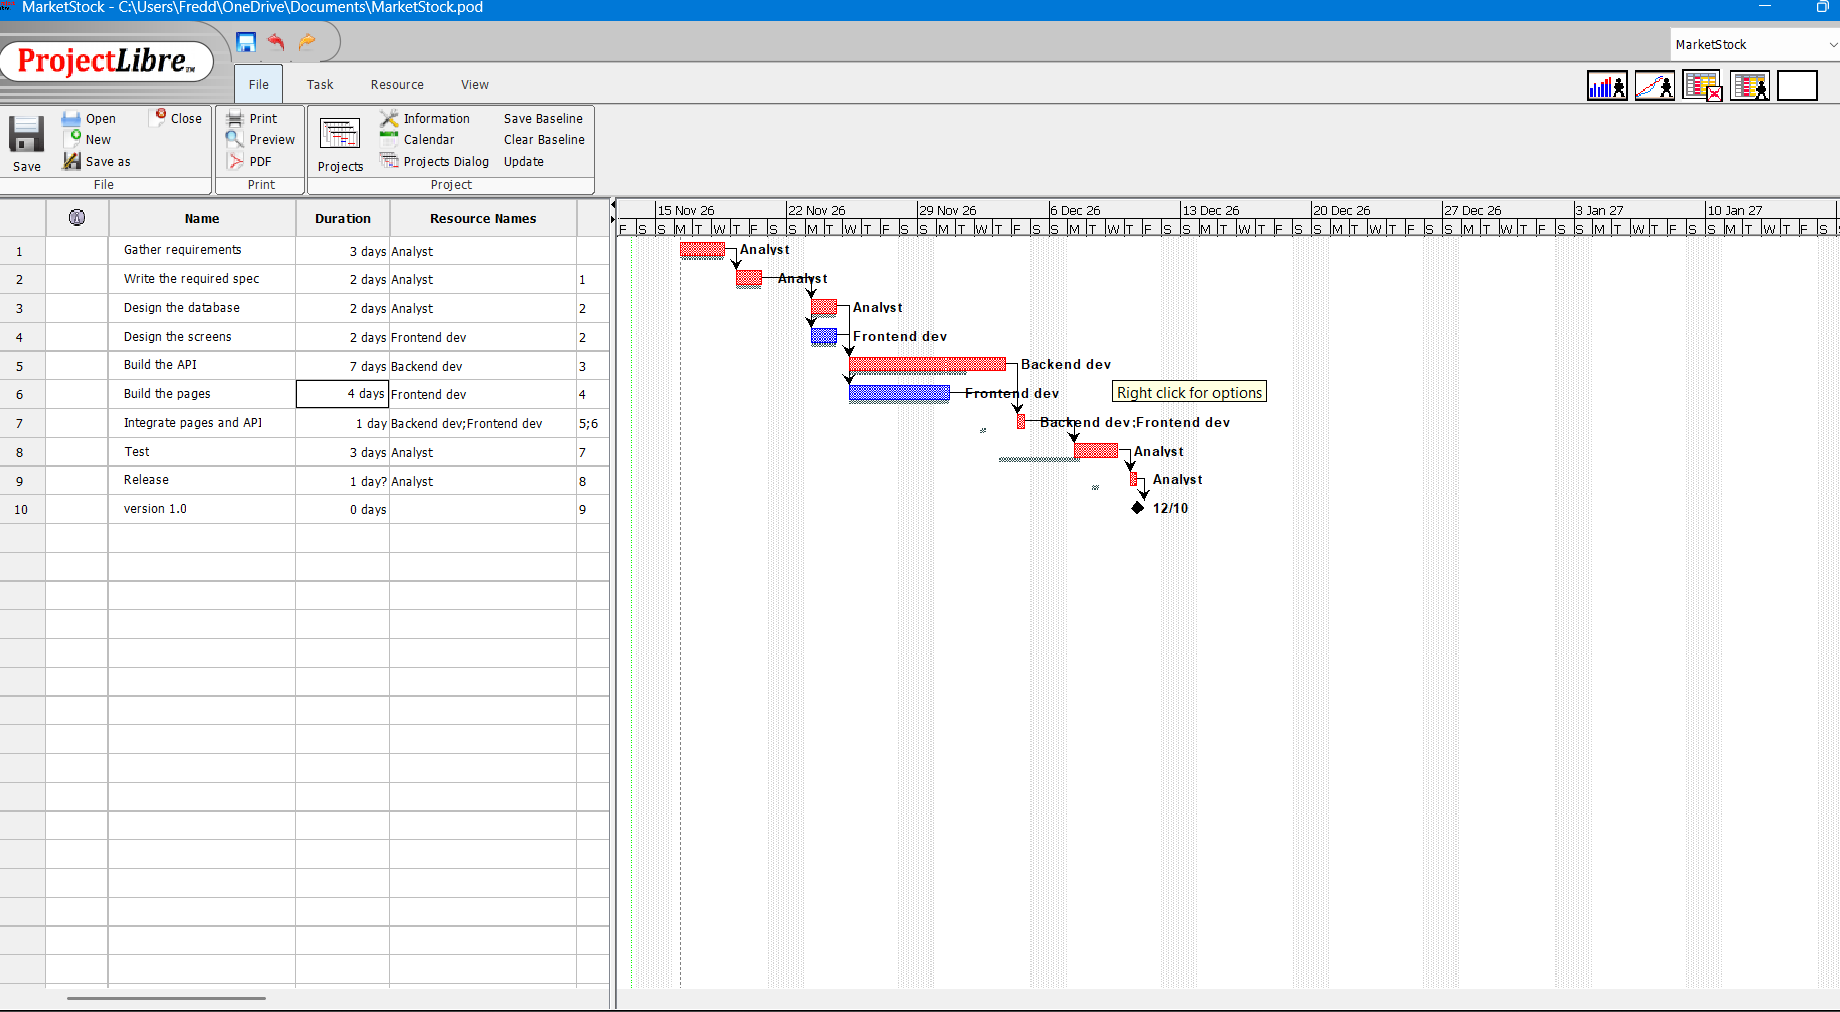 MarketStock - C:\Users\Fredd\OneDrive\Documents\MarketStock.pod
ProjectLibre TM
MarketStock
File Task Resource View
Save
Open
New
Save as
Close
File
Print
Preview
PDF
Print
Projects
Information
Calendar
Projects Dialog
Save Baseline
Clear Baseline
Update
Project
Name Duration Resource Names
1 Gather requirements 3 days Analyst
2 Write the required spec 2 days Analyst 1
3 Design the database 2 days Analyst 2
4 Design the screens 2 days Frontend dev 2
5 Build the API 7 days Backend dev 3
6 Build the pages 4 days Frontend dev 4
7 Integrate pages and API 1 day Backend dev;Frontend dev 5;6
8 Test 3 days Analyst 7
9 Release 1 day? Analyst 8
10 version 1.0 0 days 9
15 Nov 26 22 Nov 26 29 Nov 26 6 Dec 26 13 Dec 26 20 Dec 26 27 Dec 26 3 Jan 27 10 Jan 27
F S S M T W T F S S M T W T F S S M T W T F S S M T W T F S S M T W T F S S M T W T F S S M T W T F S S M T W T F S S M T W T F S
Analyst
Analyst
Analyst
Frontend dev
Backend dev
Frontend dev
Right click for options
Backend dev;Frontend dev
Analyst
Analyst
12/10